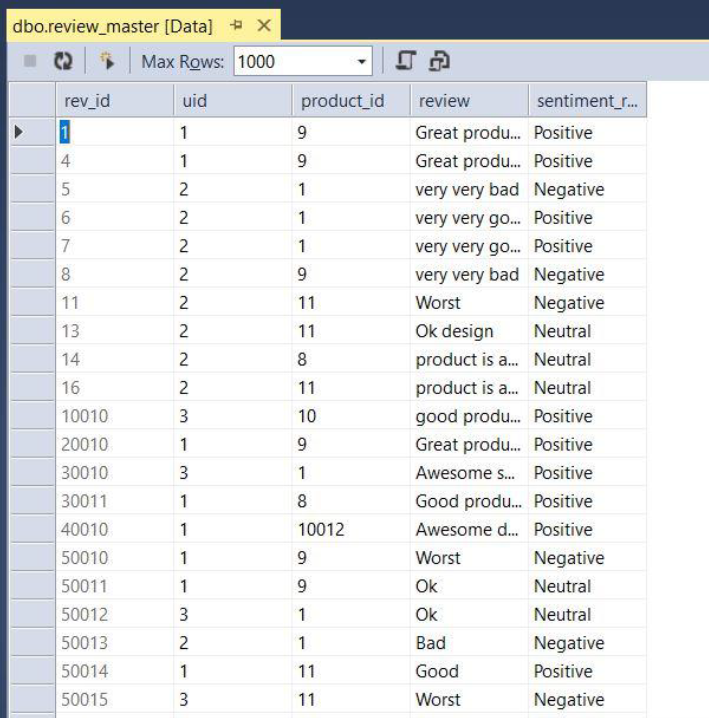 dbo.review_master [Data]
Max Rows: 1000
rev_id uid product_id review sentiment_r...
1 1 9 Great produ... Positive
4 1 9 Great produ... Positive
5 2 1 very very bad Negative
6 2 1 very very go... Positive
7 2 1 very very go... Positive
8 2 9 very very bad Negative
11 2 11 Worst Negative
13 2 11 Ok design Neutral
14 2 8 product is a... Neutral
16 2 11 product is a... Neutral
10010 3 10 good produ... Positive
20010 1 9 Great produ... Positive
30010 3 1 Awesome s... Positive
30011 1 8 Good produ... Positive
40010 1 10012 Awesome d... Positive
50010 1 9 Worst Negative
50011 1 9 Ok Neutral
50012 3 1 Ok Neutral
50013 2 1 Bad Negative
50014 1 11 Good Positive
50015 3 11 Worst Negative